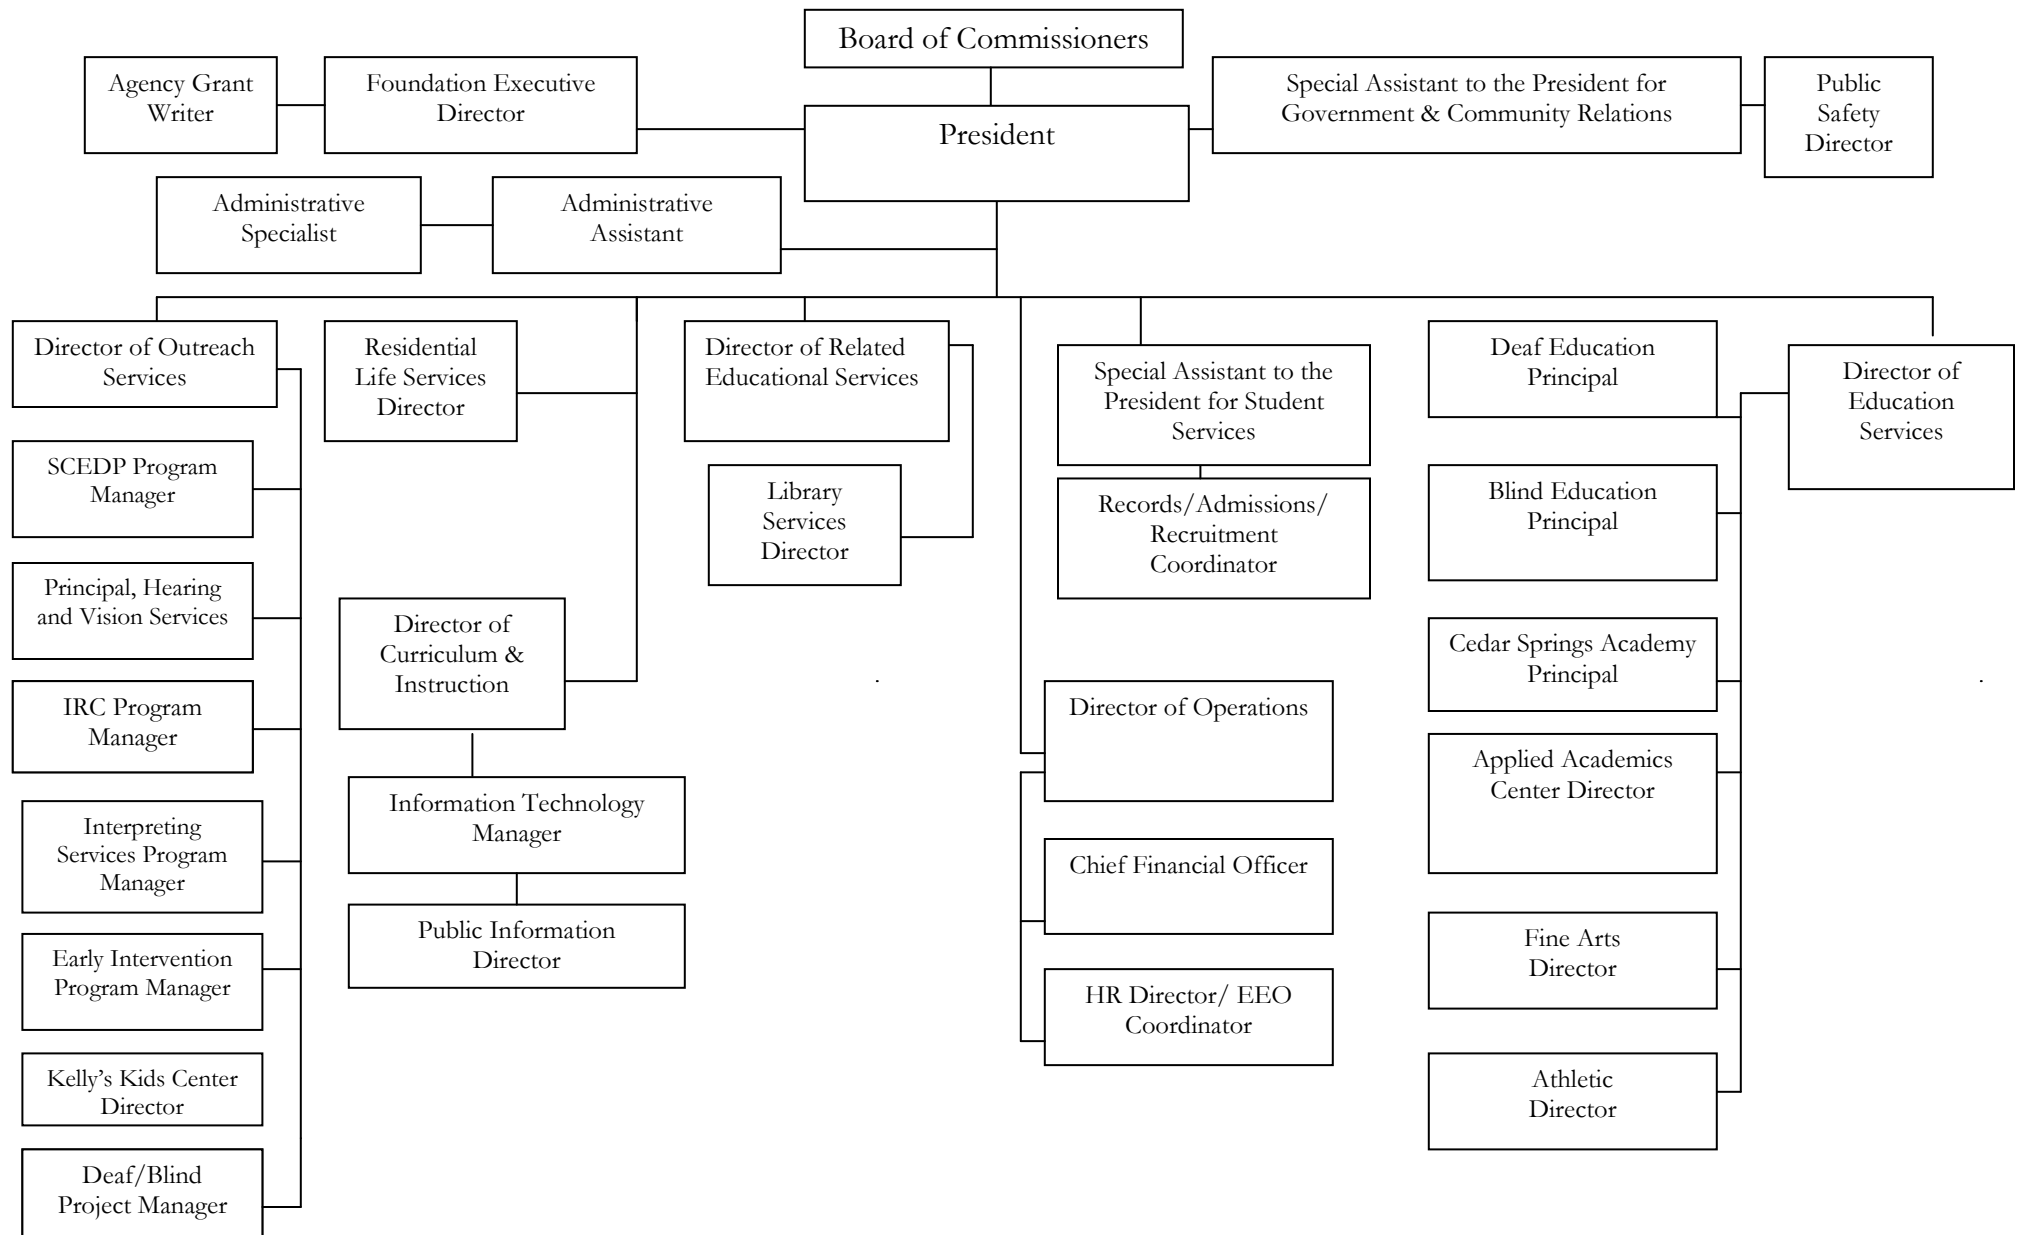 Board of Commissioners
Agency Grant
Writer
Foundation Executive
Director
President
Special Assistant to the President for
Government & Community Relations
Public
Safety
Director
Administrative
Specialist
Administrative
Assistant
Director of Outreach
Services
Residential
Life Services
Director
Director of Related
Educational Services
Special Assistant to the
President for Student
Services
Deaf Education
Principal
Director of
Education
Services
SCEDP Program
Manager
Library
Services
Director
Records/Admissions/
Recruitment
Coordinator
Blind Education
Principal
Principal, Hearing
and Vision Services
Director of
Curriculum &
Instruction
Cedar Springs Academy
Principal
IRC Program
Manager
Director of Operations
Information Technology
Manager
Applied Academics
Center Director
Interpreting
Services Program
Manager
Chief Financial Officer
Public Information
Director
Fine Arts
Director
Early Intervention
Program Manager
HR Director/ EEO
Coordinator
Kelly’s Kids Center
Director
Athletic
Director
Deaf/Blind
Project Manager